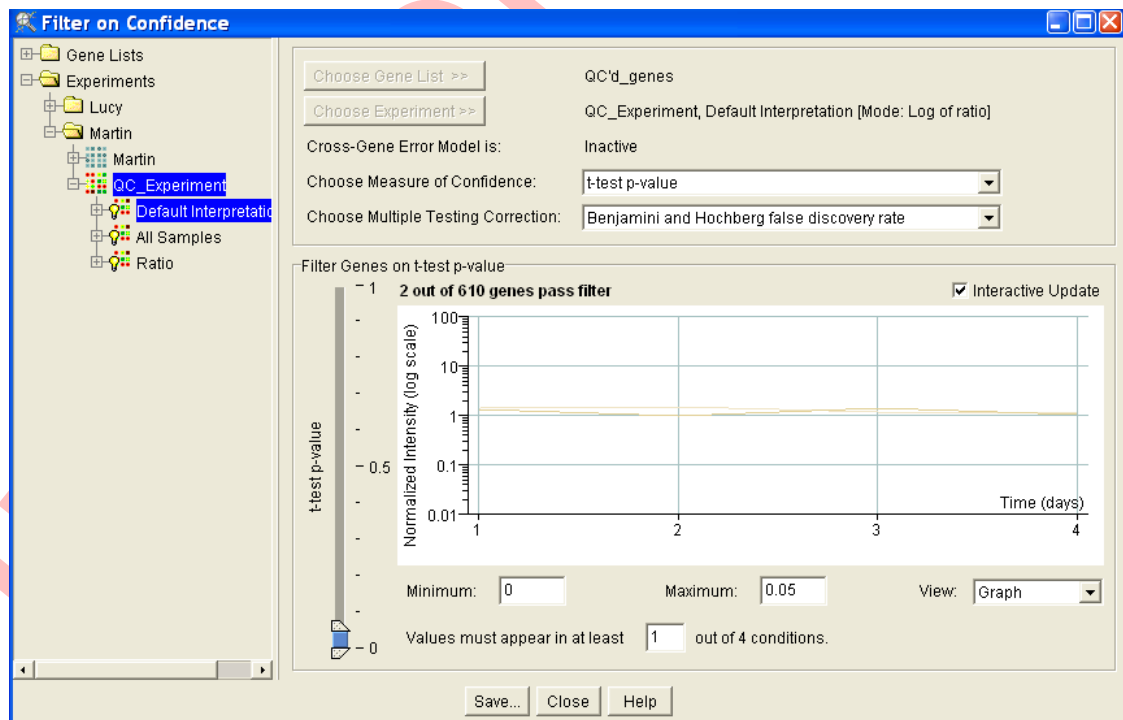 Filter on Confidence
Gene Lists
Experiments
Lucy
Martin
Martin
QC_Experiment
Default Interpretatio
All Samples
Ratio
Choose Gene List >>
QC'd_genes
Choose Experiment >>
QC_Experiment, Default Interpretation [Mode: Log of ratio]
Cross-Gene Error Model is:
Inactive
Choose Measure of Confidence:
t-test p-value
Choose Multiple Testing Correction:
Benjamini and Hochberg false discovery rate
Filter Genes on t-test p-value
2 out of 610 genes pass filter
Interactive Update
t-test p-value
1
0.5
0
Normalized Intensity (log scale)
100
10
1
0.1
0.01
1
2
3
4
Time (days)
Minimum:
0
Maximum:
0.05
View:
Graph
Values must appear in at least 1 out of 4 conditions.
Save...
Close
Help